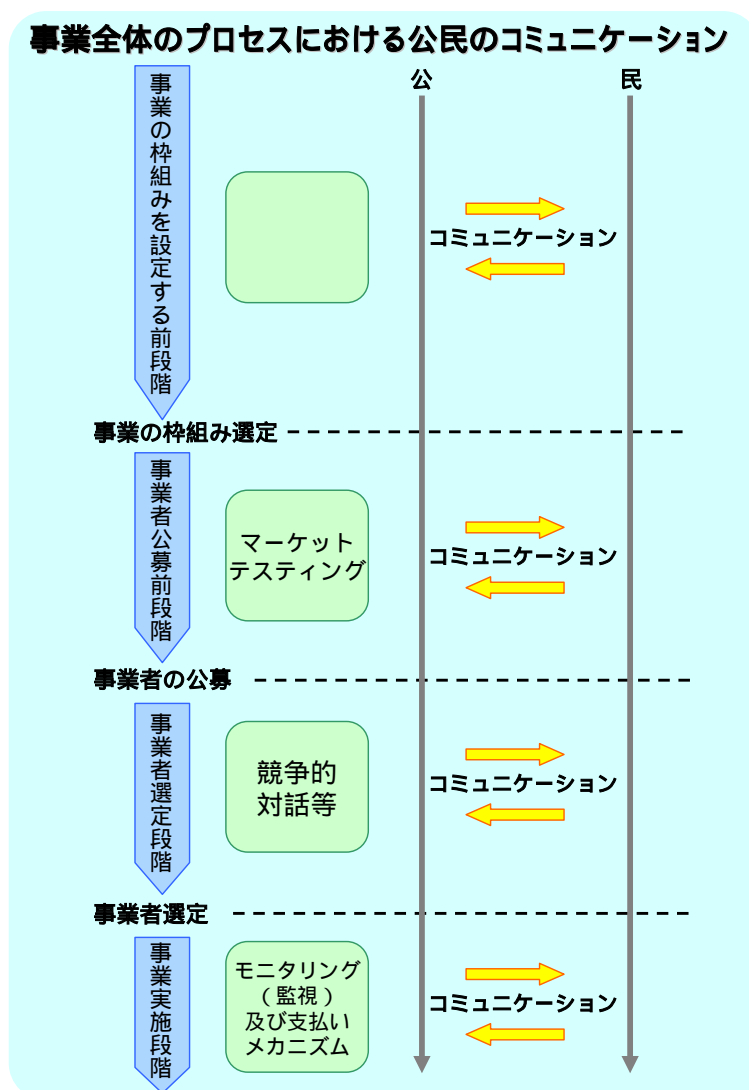 事業全体のプロセスにおける公民のコミュニケーション
公
民
事業の枠組みを設定する前段階
コミュニケーション
事業の枠組み選定
事業者公募前段階
マーケット
テスティング
コミュニケーション
事業者の公募
事業者選定段階
競争的
対話等
コミュニケーション
事業者選定
事業実施段階
モニタリング
（監視）
及び支払い
メカニズム
コミュニケーション